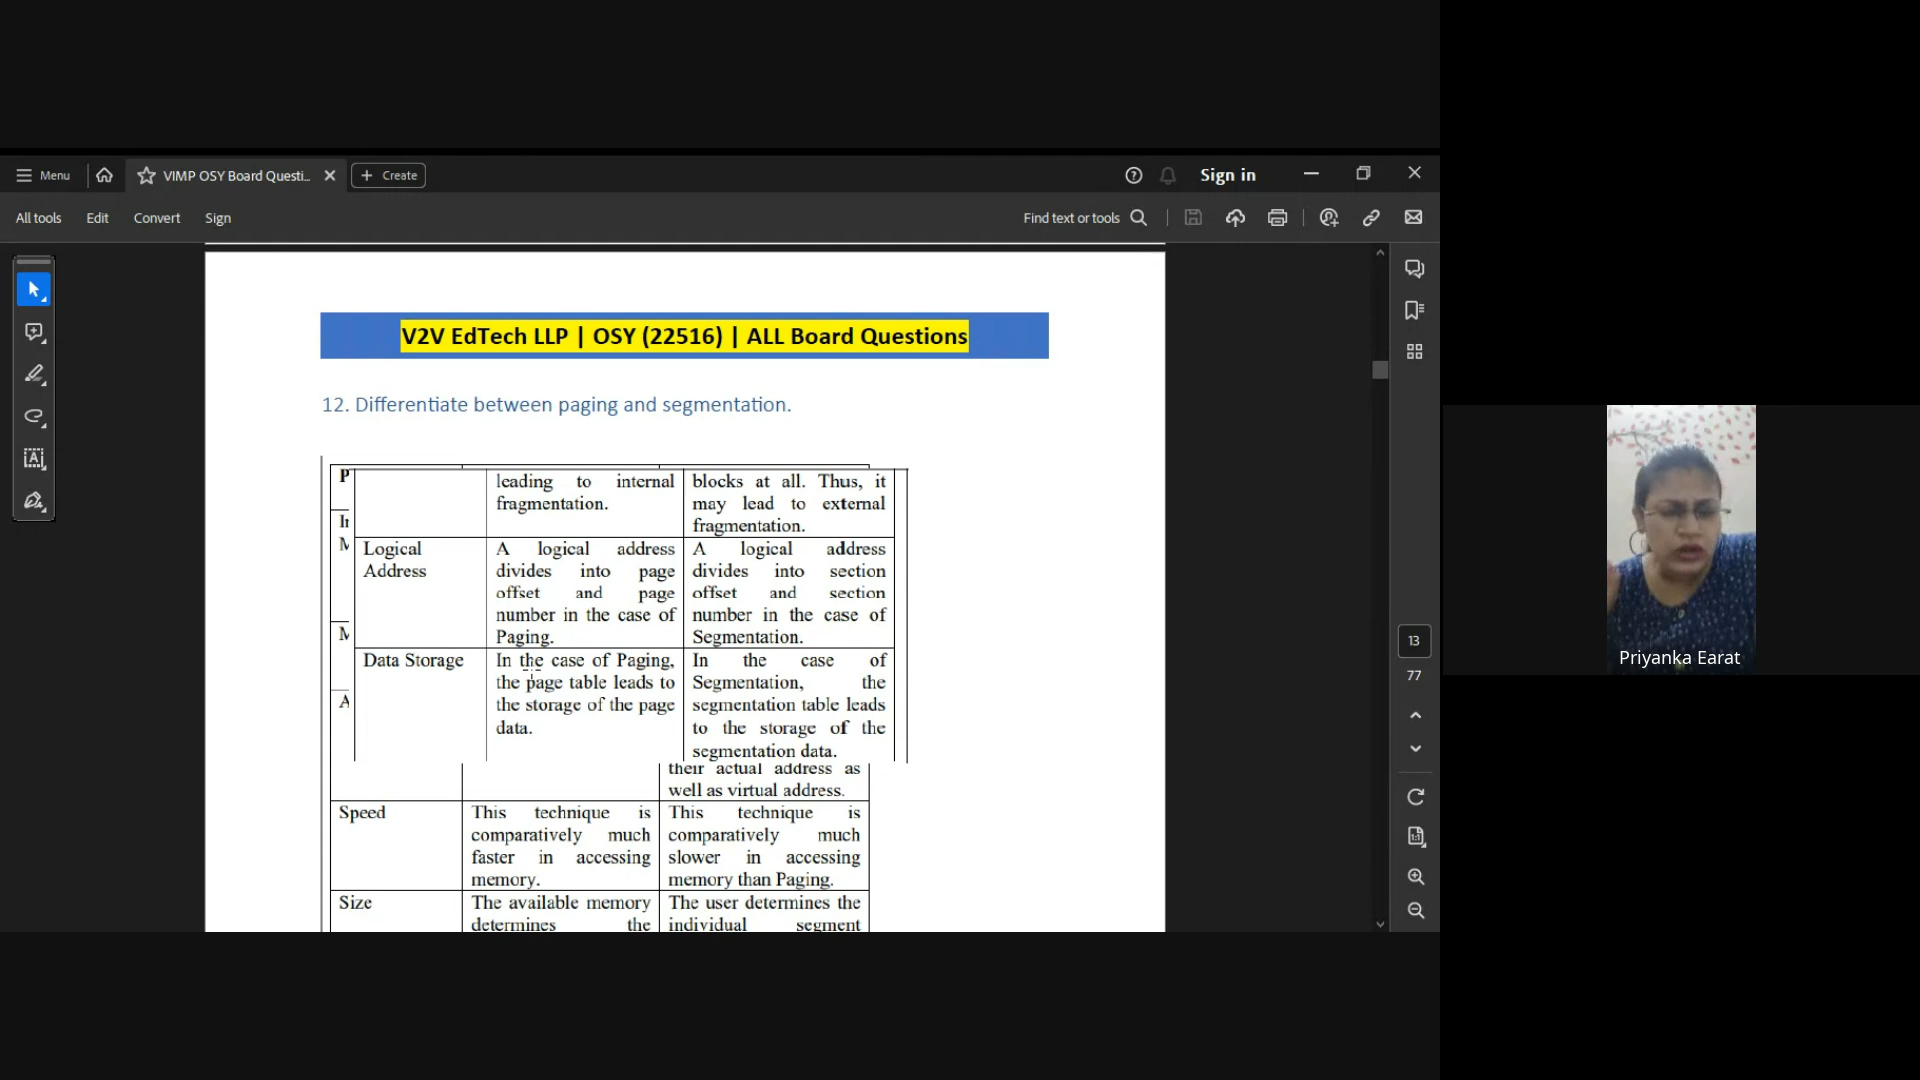 Menu
VIMP OSY Board Questi...
Create
Sign in
All tools
Edit
Convert
Sign
Find text or tools
V2V EdTech LLP | OSY (22516) | ALL Board Questions
12. Differentiate between paging and segmentation.
P
leading to internal
fragmentation.
blocks at all. Thus, it
may lead to external
fragmentation.
In
M
Logical
Address
A logical address
divides into page
offset and page
number in the case of
Paging.
A logical address
divides into section
offset and section
number in the case of
Segmentation.
M
Data Storage
In the case of Paging,
the page table leads to
the storage of the page
data.
In the case of
Segmentation, the
segmentation table leads
to the storage of the
segmentation data.
A
their actual address as
well as virtual address.
Speed
This technique is
comparatively much
faster in accessing
memory.
This technique is
comparatively much
slower in accessing
memory than Paging.
Size
The available memory
determines the
The user determines the
individual segment
13
77
Priyanka Earat